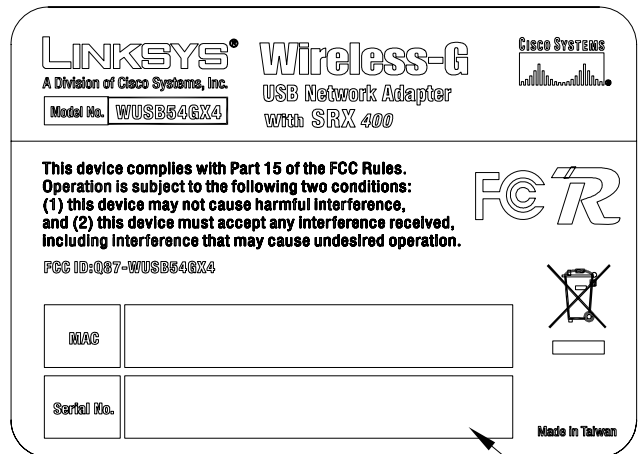 LINKSYS®
A Division of Cisco Systems, Inc.
Model No. WUSB54GX4
Wireless-G
USB Network Adapter
With SRX 400
CISCO SYSTEMS
This device complies with Part 15 of the FCC Rules.
Operation is subject to the following two conditions:
(1) this device may not cause harmful interference,
and (2) this device must accept any interference received,
including interference that may cause undesired operation.
FCC ID:Q87-WUSB54GX4
FC R
MAC
Serial No.
Made in Taiwan